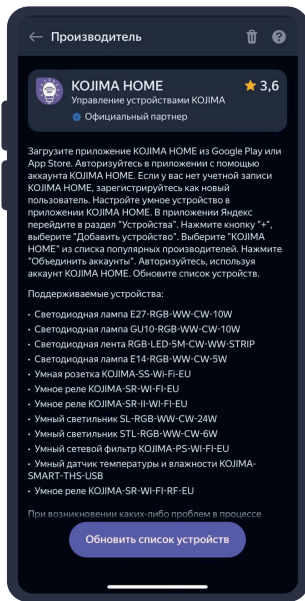 ← Производитель
KOJIMA HOME
3,6
Управление устройствами KOJIMA
Официальный партнер
Загрузите приложение KOJIMA HOME из Google Play или
App Store. Авторизуйтесь в приложении с помощью
аккаунта KOJIMA HOME. Если у вас нет учетной записи
KOJIMA HOME, зарегистрируйтесь как новый
пользователь. Настройте умное устройство в
приложении KOJIMA HOME. В приложении Яндекс
перейдите в раздел "Устройства". Нажмите кнопку "+",
выберите "Добавить устройство". Выберите "KOJIMA
HOME" из списка популярных производителей. Нажмите
"Объединить аккаунты". Авторизуйтесь, используя
аккаунт KOJIMA HOME. Обновите список устройств.
Поддерживаемые устройства:
• Светодиодная лампа E27-RGB-WW-CW-10W
• Светодиодная лампа GU10-RGB-WW-CW-10W
• Светодиодная лента RGB-LED-5M-CW-WW-STRIP
• Светодиодная лампа E14-RGB-WW-CW-5W
• Умная розетка KOJIMA-SS-Wi-Fi-EU
• Умное реле KOJIMA-SR-WI-FI-EU
• Умное реле KOJIMA-SR-II-WI-FI-EU
• Умный светильник SL-RGB-WW-CW-24W
• Умный светильник STL-RGB-WW-CW-6W
• Умный сетевой фильтр KOJIMA-PS-WI-FI-EU
• Умный датчик температуры и влажности KOJIMA-
SMART-THS-USB
• Умное реле KOJIMA-SR-WI-FI-RF-EU
При возникновении каких-либо проблем в процессе
Обновить список устройств